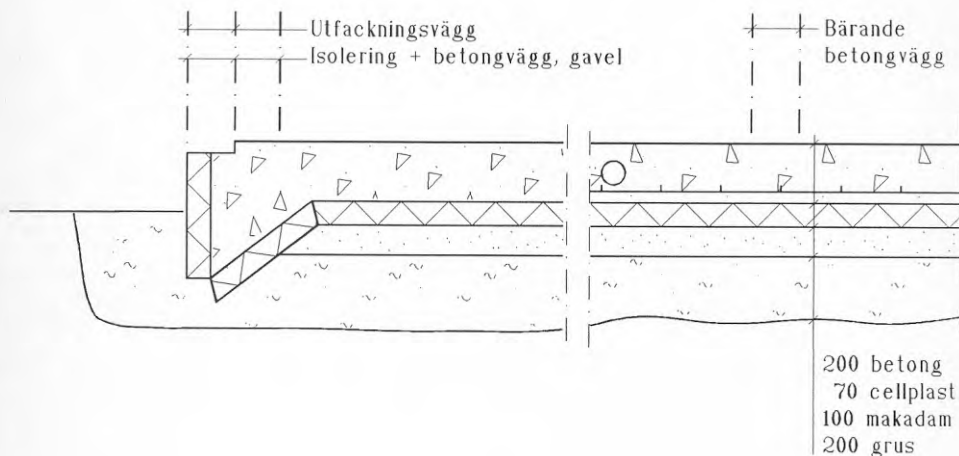 Utfackningsvägg
Isolering + betongvägg, gavel
Bärande
betongvägg
200 betong
70 cellplast
100 makadam
200 grus